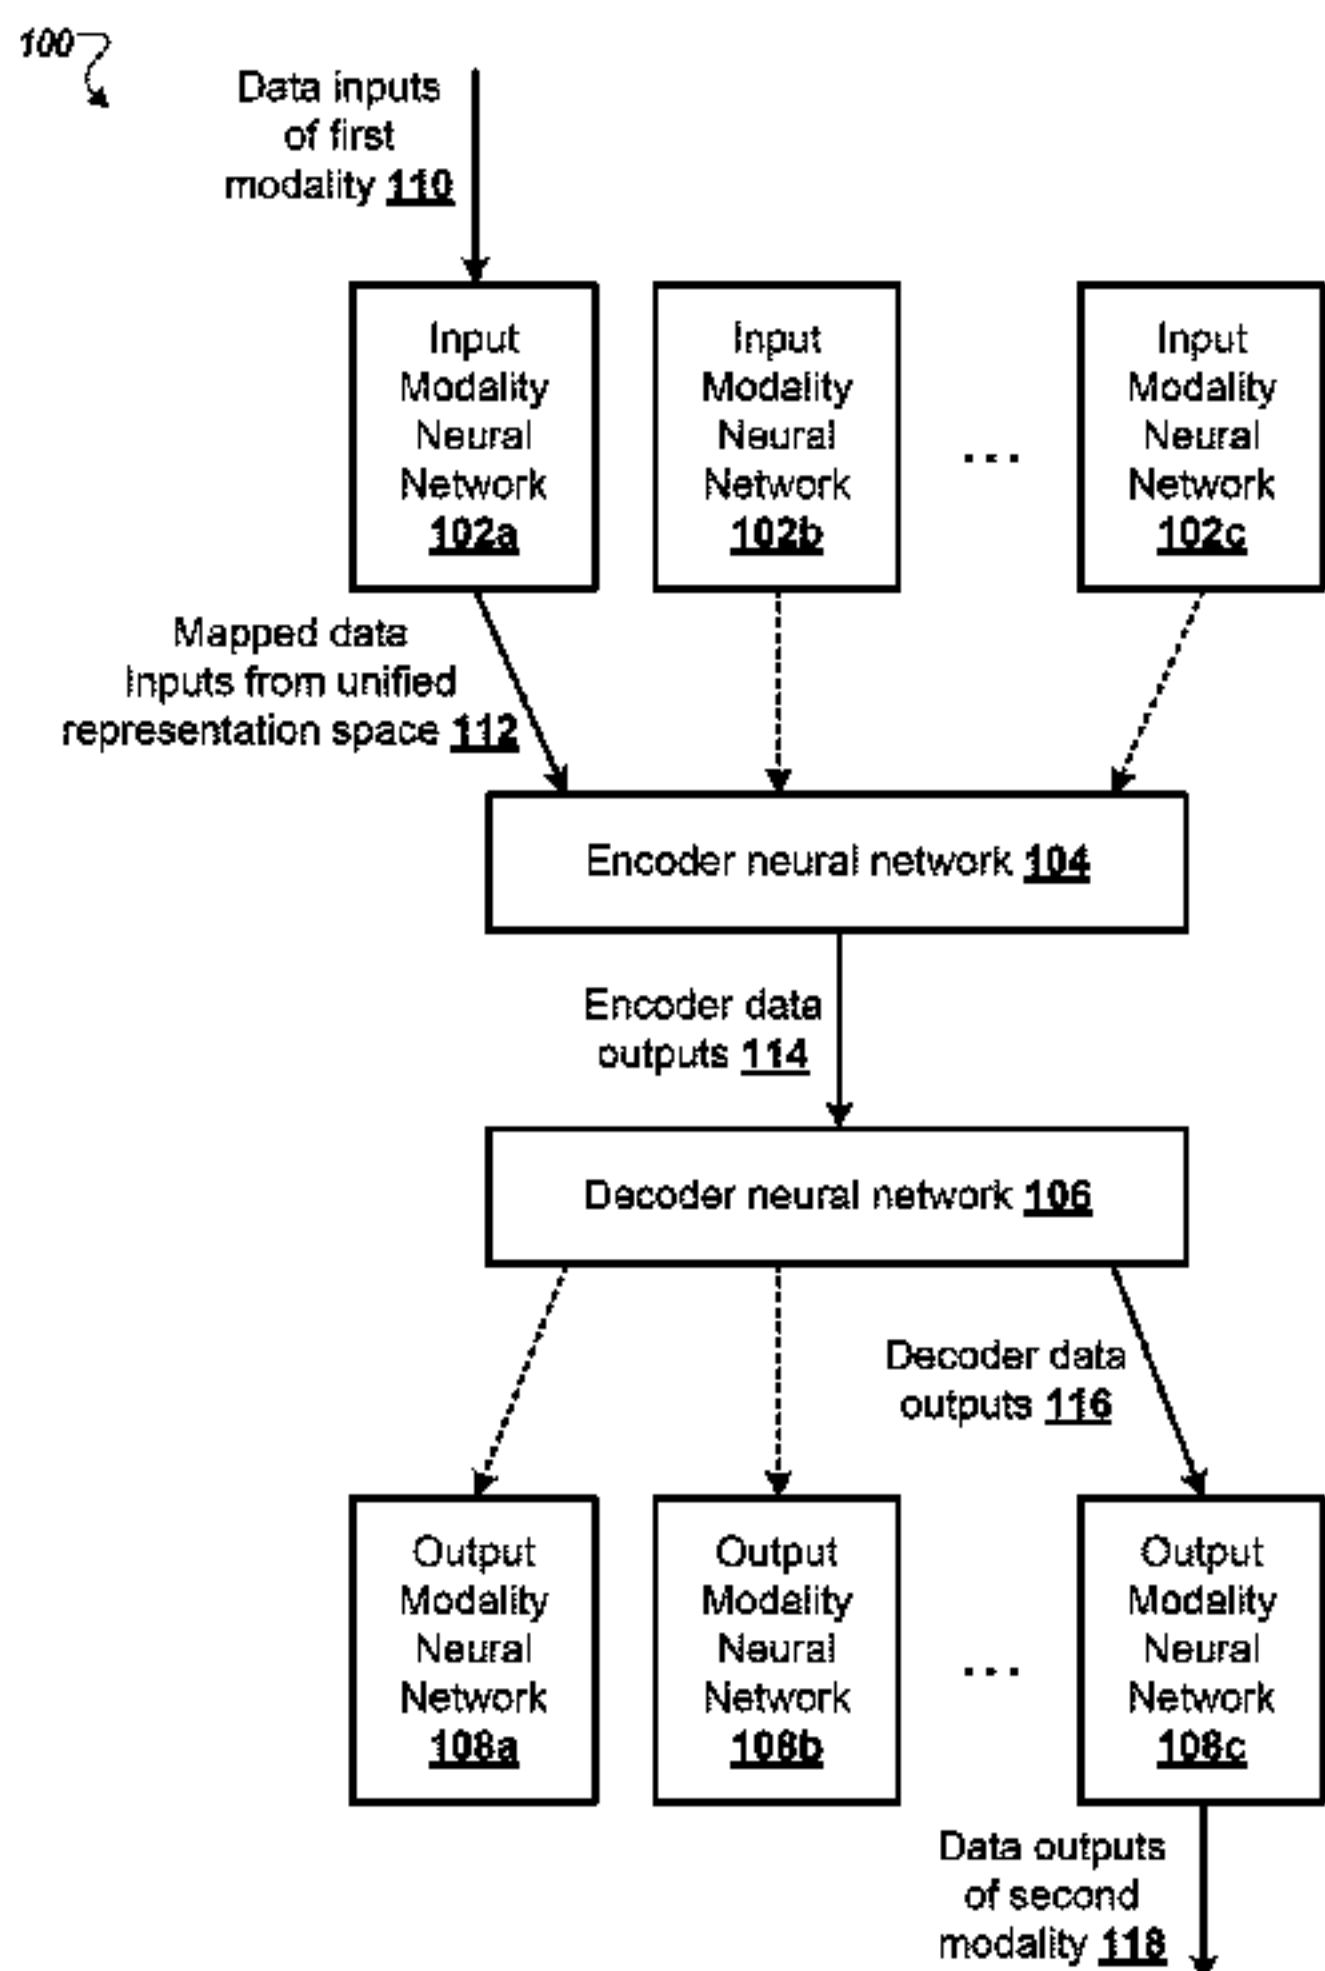 100
Data inputs
of first
modality 110
Input
Modality
Neural
Network
102a
Input
Modality
Neural
Network
102b
...
Input
Modality
Neural
Network
102c
Mapped data
Inputs from unified
representation space 112
Encoder neural network 104
Encoder data
outputs 114
Decoder neural network 106
Decoder data
outputs 116
Output
Modality
Neural
Network
108a
Output
Modality
Neural
Network
108b
...
Output
Modality
Neural
Network
108c
Data outputs
of second
modality 118